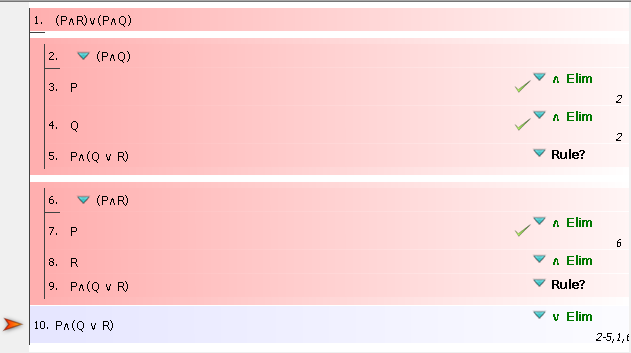 1. (P∧R)∨(P∧Q)
2. (P∧Q)
3. P ∧ Elim
2
4. Q ∧ Elim
2
5. P∧(Q ∨ R) Rule?
6. (P∧R)
7. P ∧ Elim
6
8. R ∧ Elim
9. P∧(Q ∨ R) Rule?
10. P∧(Q ∨ R) ∨ Elim
2-5,1,6